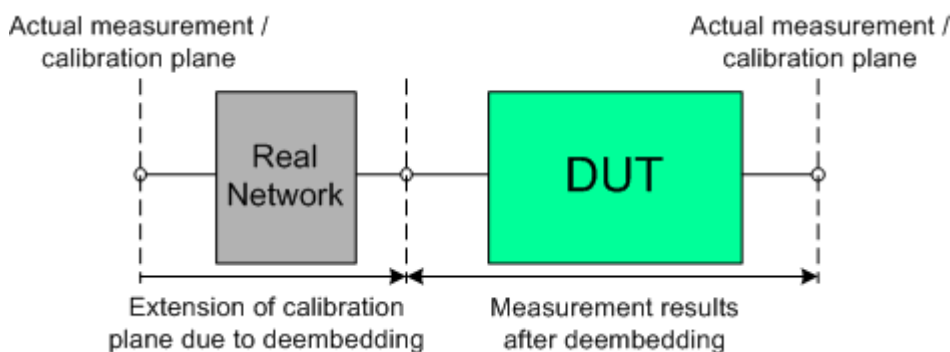 Actual measurement /
calibration plane
Actual measurement /
calibration plane
Real
Network
DUT
Extension of calibration
plane due to deembedding
Measurement results
after deembedding